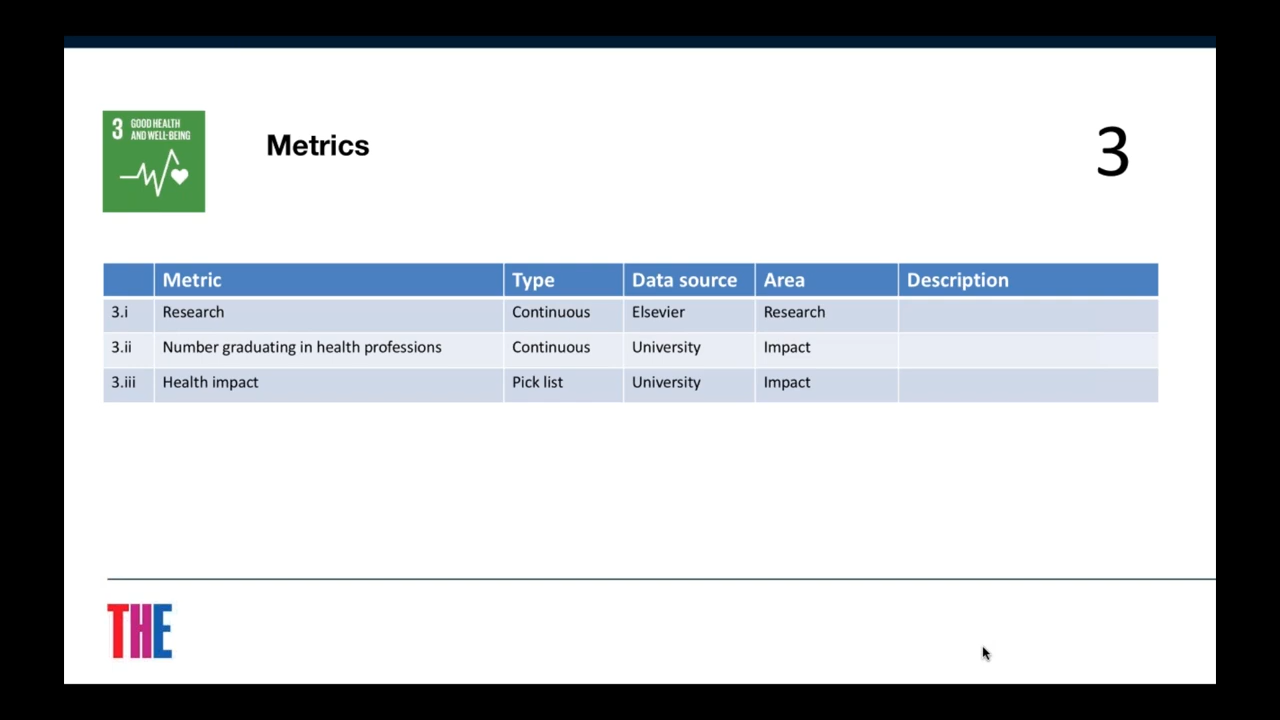 3 GOOD HEALTH
AND WELL-BEING
Metrics
3
Metric Type Data source Area Description
3.i Research Continuous Elsevier Research
3.ii Number graduating in health professions Continuous University Impact
3.iii Health impact Pick list University Impact
THE